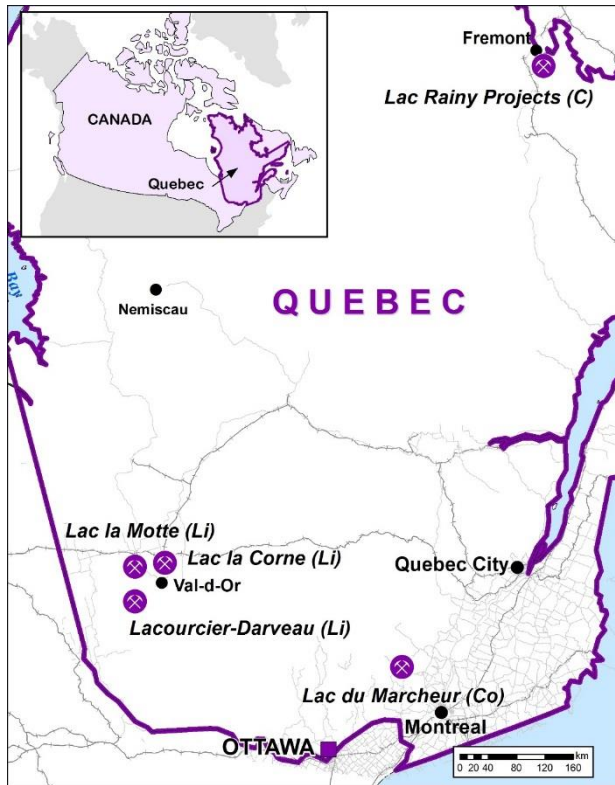 CANADA
Quebec
Fremont
Lac Rainy Projects (C)
Bay
Nemiscau
QUEBEC
Lac la Motte (Li)
Lac la Corne (Li)
Val-d-Or
Lacourcier-Darveau (Li)
Quebec City
Lac du Marcheur (Co)
Montreal
OTTAWA
km
0 20 40 80 120 160